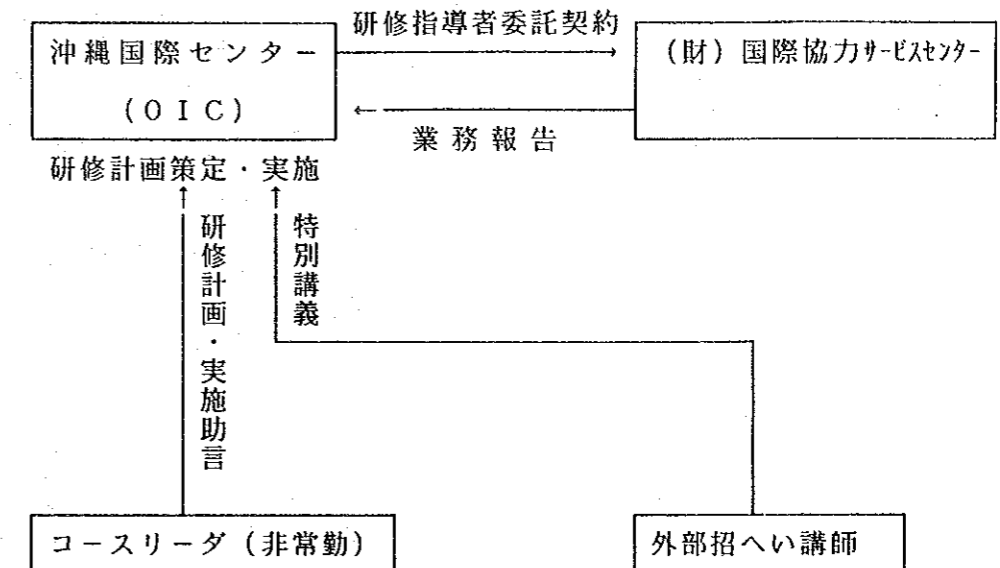 研修指導者委託契約
沖縄国際センター
(OIC)
(財)国際協力サービスセンター
業務報告
研修計画策定・実施
研修計画・実施助言
特別講義
コースリーダ(非常勤)
外部招へい講師